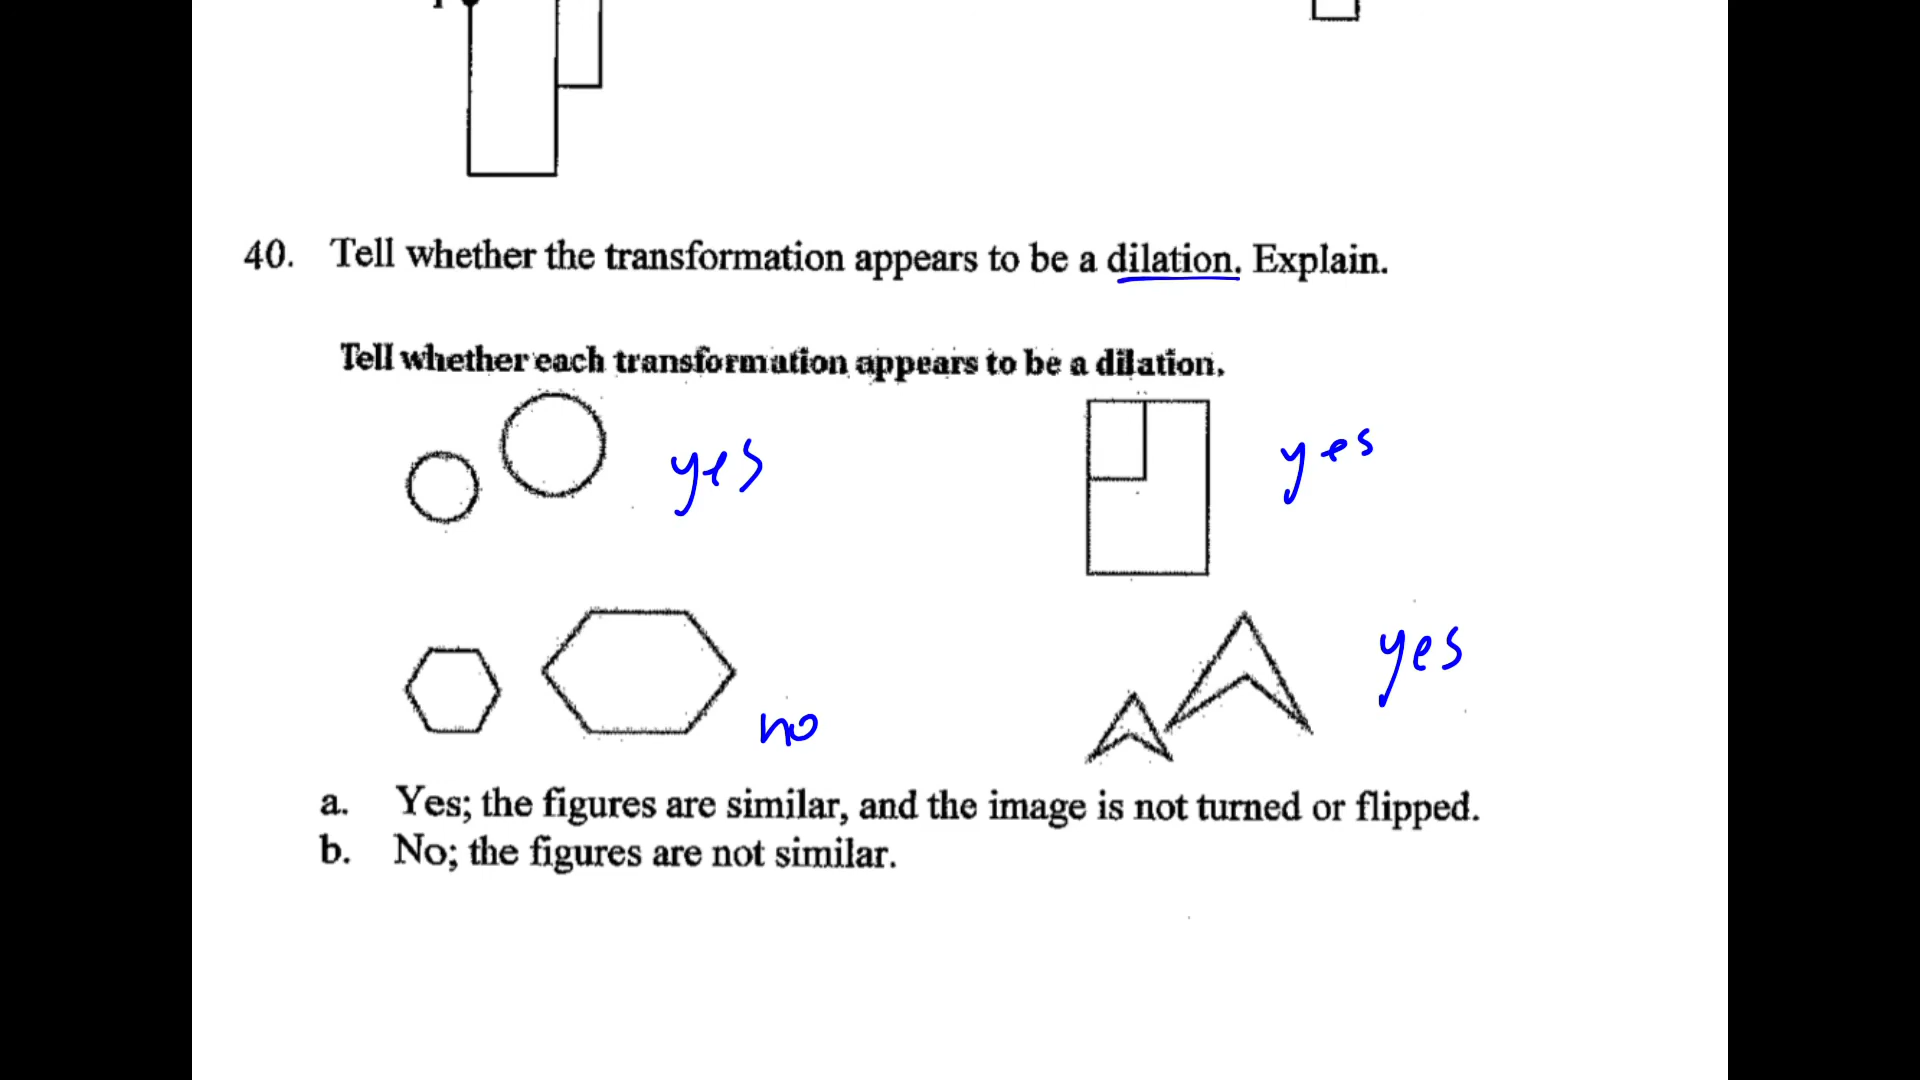 40. Tell whether the transformation appears to be a dilation. Explain.
Tell whether each transformation appears to be a dilation.
yes
yes
no
yes
a. Yes; the figures are similar, and the image is not turned or flipped.
b. No; the figures are not similar.